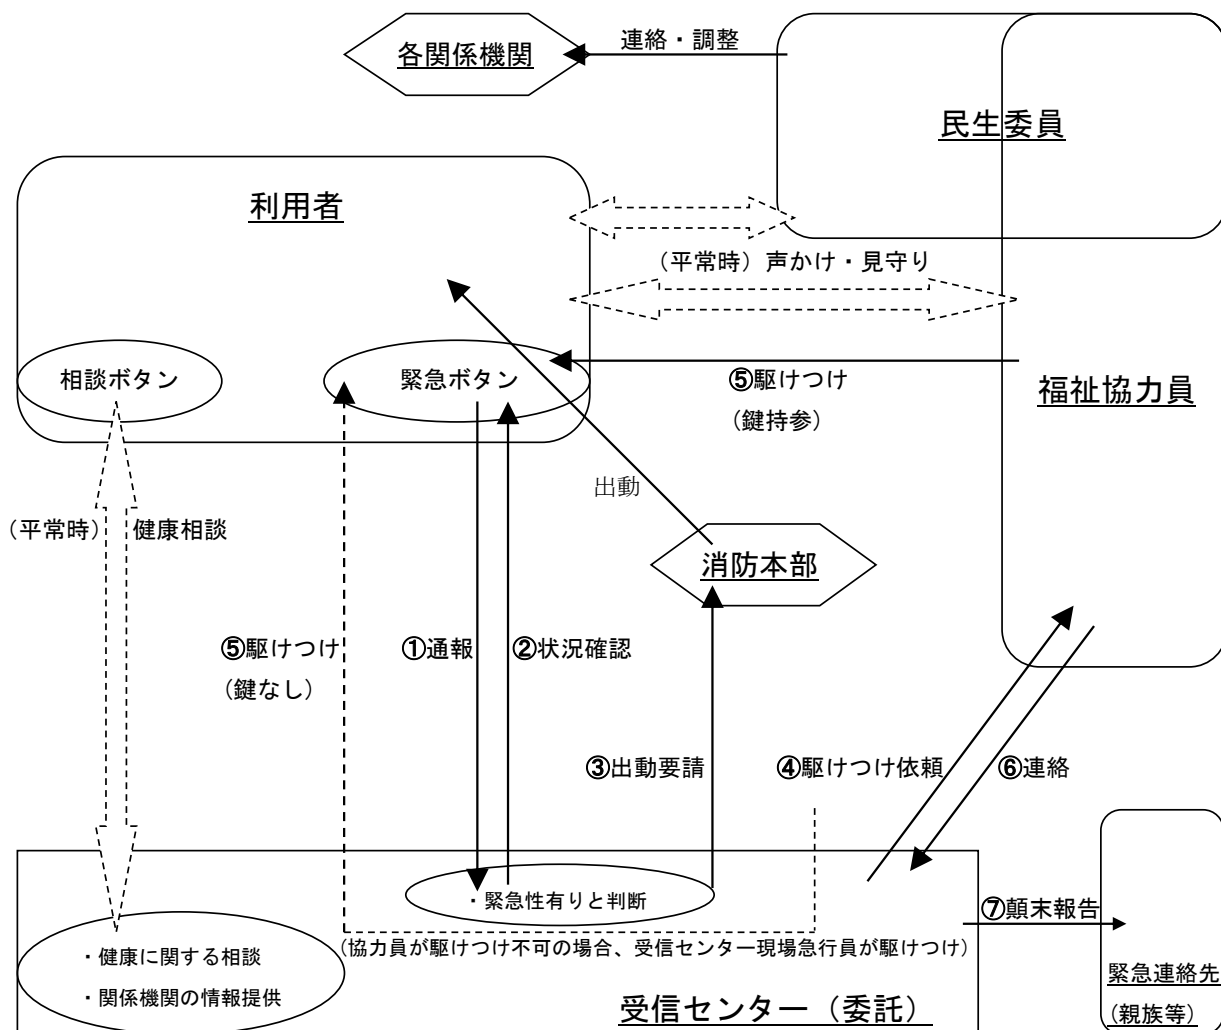 各関係機関
連絡・調整
民生委員
利用者
（平常時）声かけ・見守り
相談ボタン
緊急ボタン
⑤駆けつけ
（鍵持参）
福祉協力員
出動
（平常時）
健康相談
消防本部
⑤駆けつけ
（鍵なし）
①通報
②状況確認
③出動要請
④駆けつけ依頼
⑥連絡
・緊急性有りと判断
⑦顛末報告
（協力員が駆けつけ不可の場合、受信センター現場急行員が駆けつけ）
・健康に関する相談
・関係機関の情報提供
受信センター（委託）
緊急連絡先
（親族等）